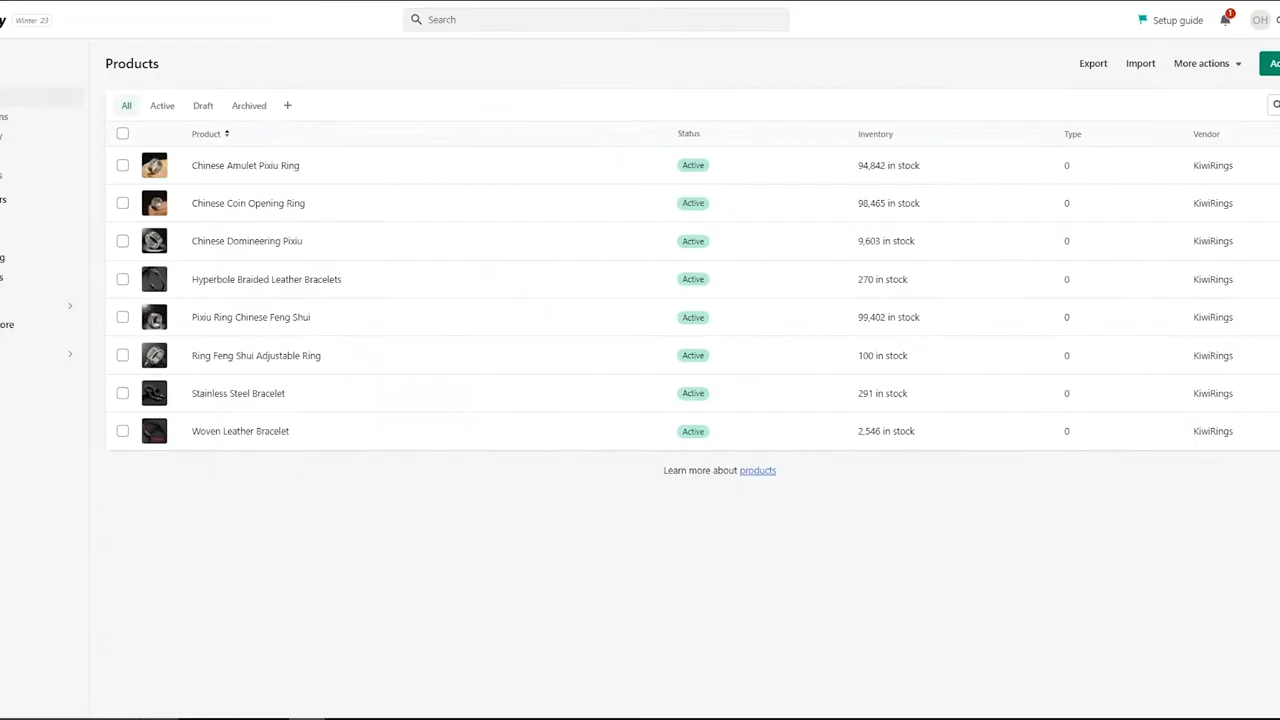 y Winter 23 Search Setup guide 1 OH
Products Export Import More actions
All Active Draft Archived +
Product Status Inventory Type Vendor
Chinese Amulet Pixiu Ring Active 94,842 in stock 0 KiwiRings
Chinese Coin Opening Ring Active 98,465 in stock 0 KiwiRings
Chinese Domineering Pixiu Active 9,603 in stock 0 KiwiRings
Hyperbole Braided Leather Bracelets Active 270 in stock 0 KiwiRings
Pixiu Ring Chinese Feng Shui Active 99,402 in stock 0 KiwiRings
Ring Feng Shui Adjustable Ring Active 100 in stock 0 KiwiRings
Stainless Steel Bracelet Active 291 in stock 0 KiwiRings
Woven Leather Bracelet Active 2,546 in stock 0 KiwiRings
Learn more about products